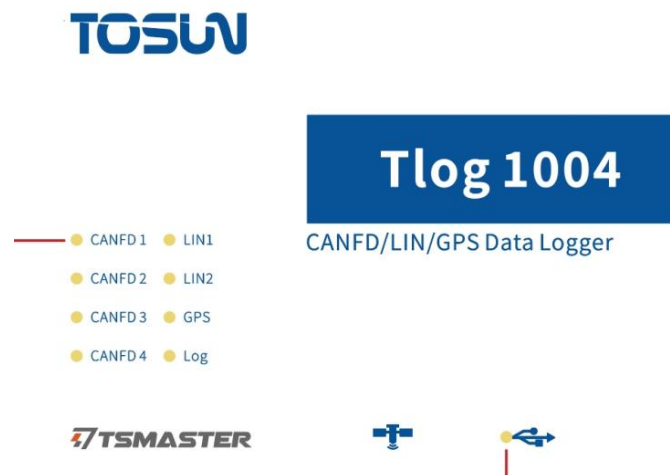 TOSUN
Tlog 1004
CANFD/LIN/GPS Data Logger
CANFD 1 LIN1
CANFD 2 LIN2
CANFD 3 GPS
CANFD 4 Log
TSMASTER